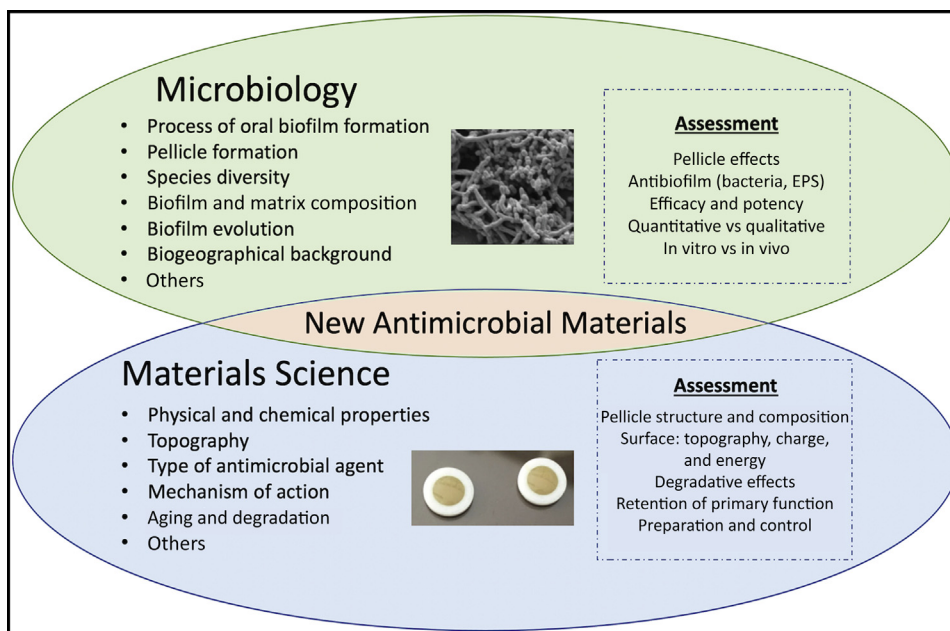 Microbiology
• Process of oral biofilm formation
• Pellicle formation
• Species diversity
• Biofilm and matrix composition
• Biofilm evolution
• Biogeographical background
• Others
Assessment
Pellicle effects
Antibiofilm (bacteria, EPS)
Efficacy and potency
Quantitative vs qualitative
In vitro vs in vivo
New Antimicrobial Materials
Materials Science
• Physical and chemical properties
• Topography
• Type of antimicrobial agent
• Mechanism of action
• Aging and degradation
• Others
Assessment
Pellicle structure and composition
Surface: topography, charge,
and energy
Degradative effects
Retention of primary function
Preparation and control